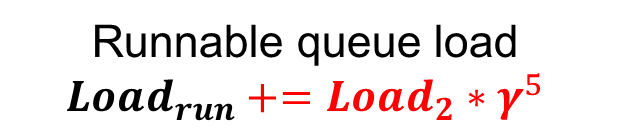 Runnable queue load
Load_run += Load_2 * γ^5